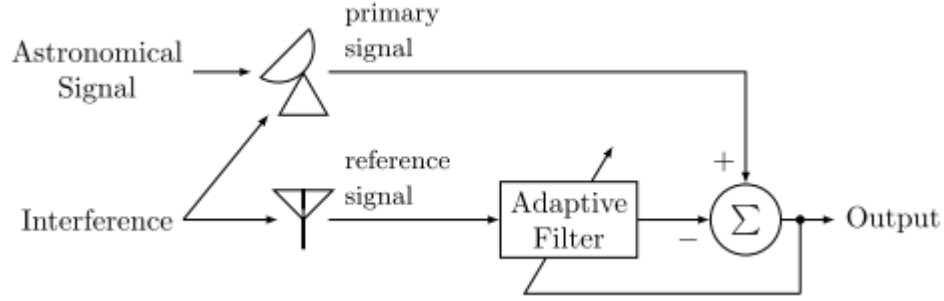 primary
signal
Astronomical
Signal
reference
signal
+
Interference
Adaptive
Filter
−
∑
Output